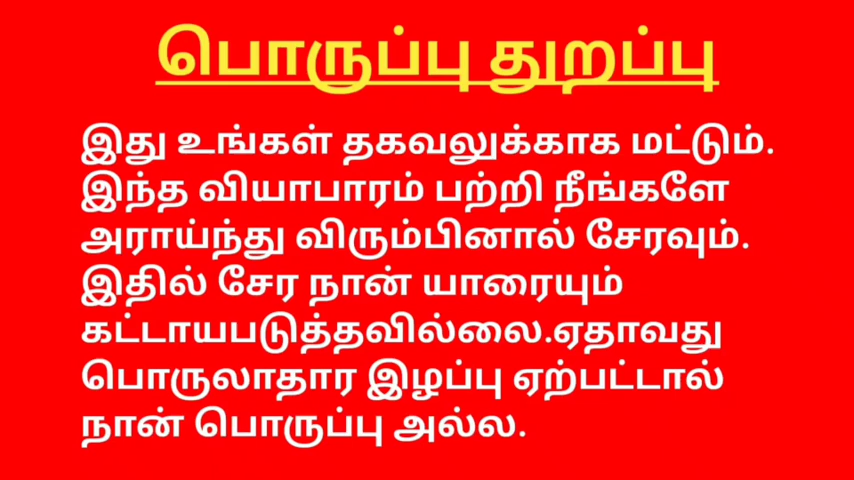 பொருப்பு துறப்பு
இது உங்கள் தகவலுக்காக மட்டும்.
இந்த வியாபாரம் பற்றி நீங்களே
அராய்ந்து விரும்பினால் சேரவும்.
இதில் சேர நான் யாரையும்
கட்டாயபடுத்தவில்லை.ஏதாவது
பொருலாதார இழப்பு ஏற்பட்டால்
நான் பொருப்பு அல்ல.